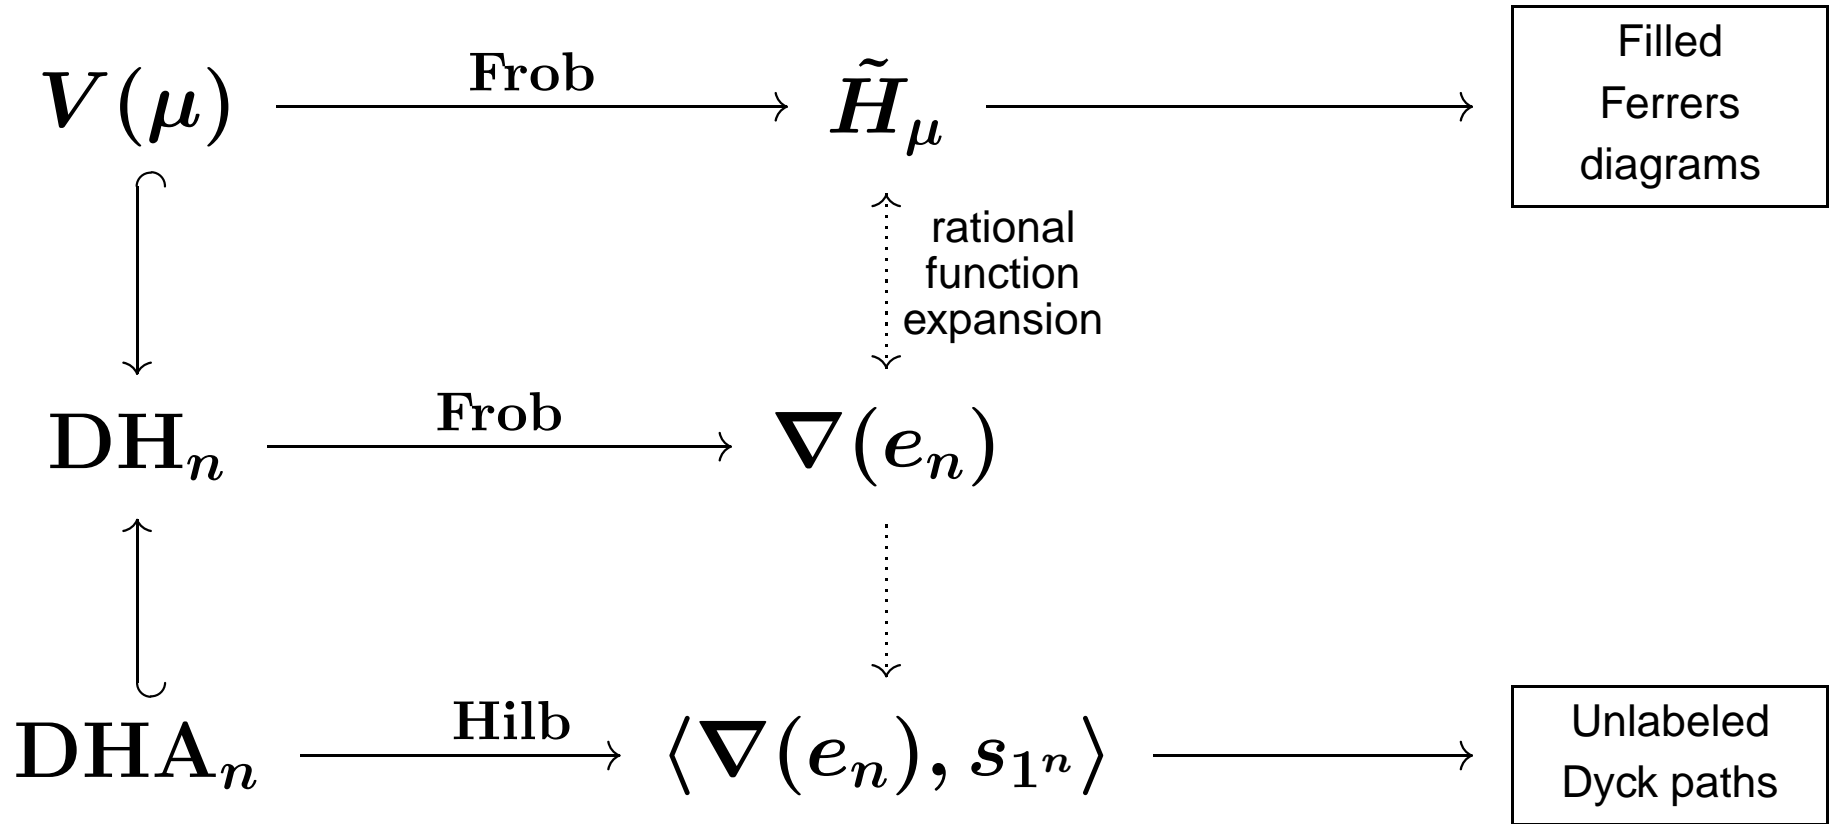 Frob
V(μ)
H̃_μ
Filled
Ferrers
diagrams
rational
function
expansion
Frob
DH_n
∇(e_n)
Hilb
DHA_n
⟨∇(e_n), s_{1^n}⟩
Unlabeled
Dyck paths